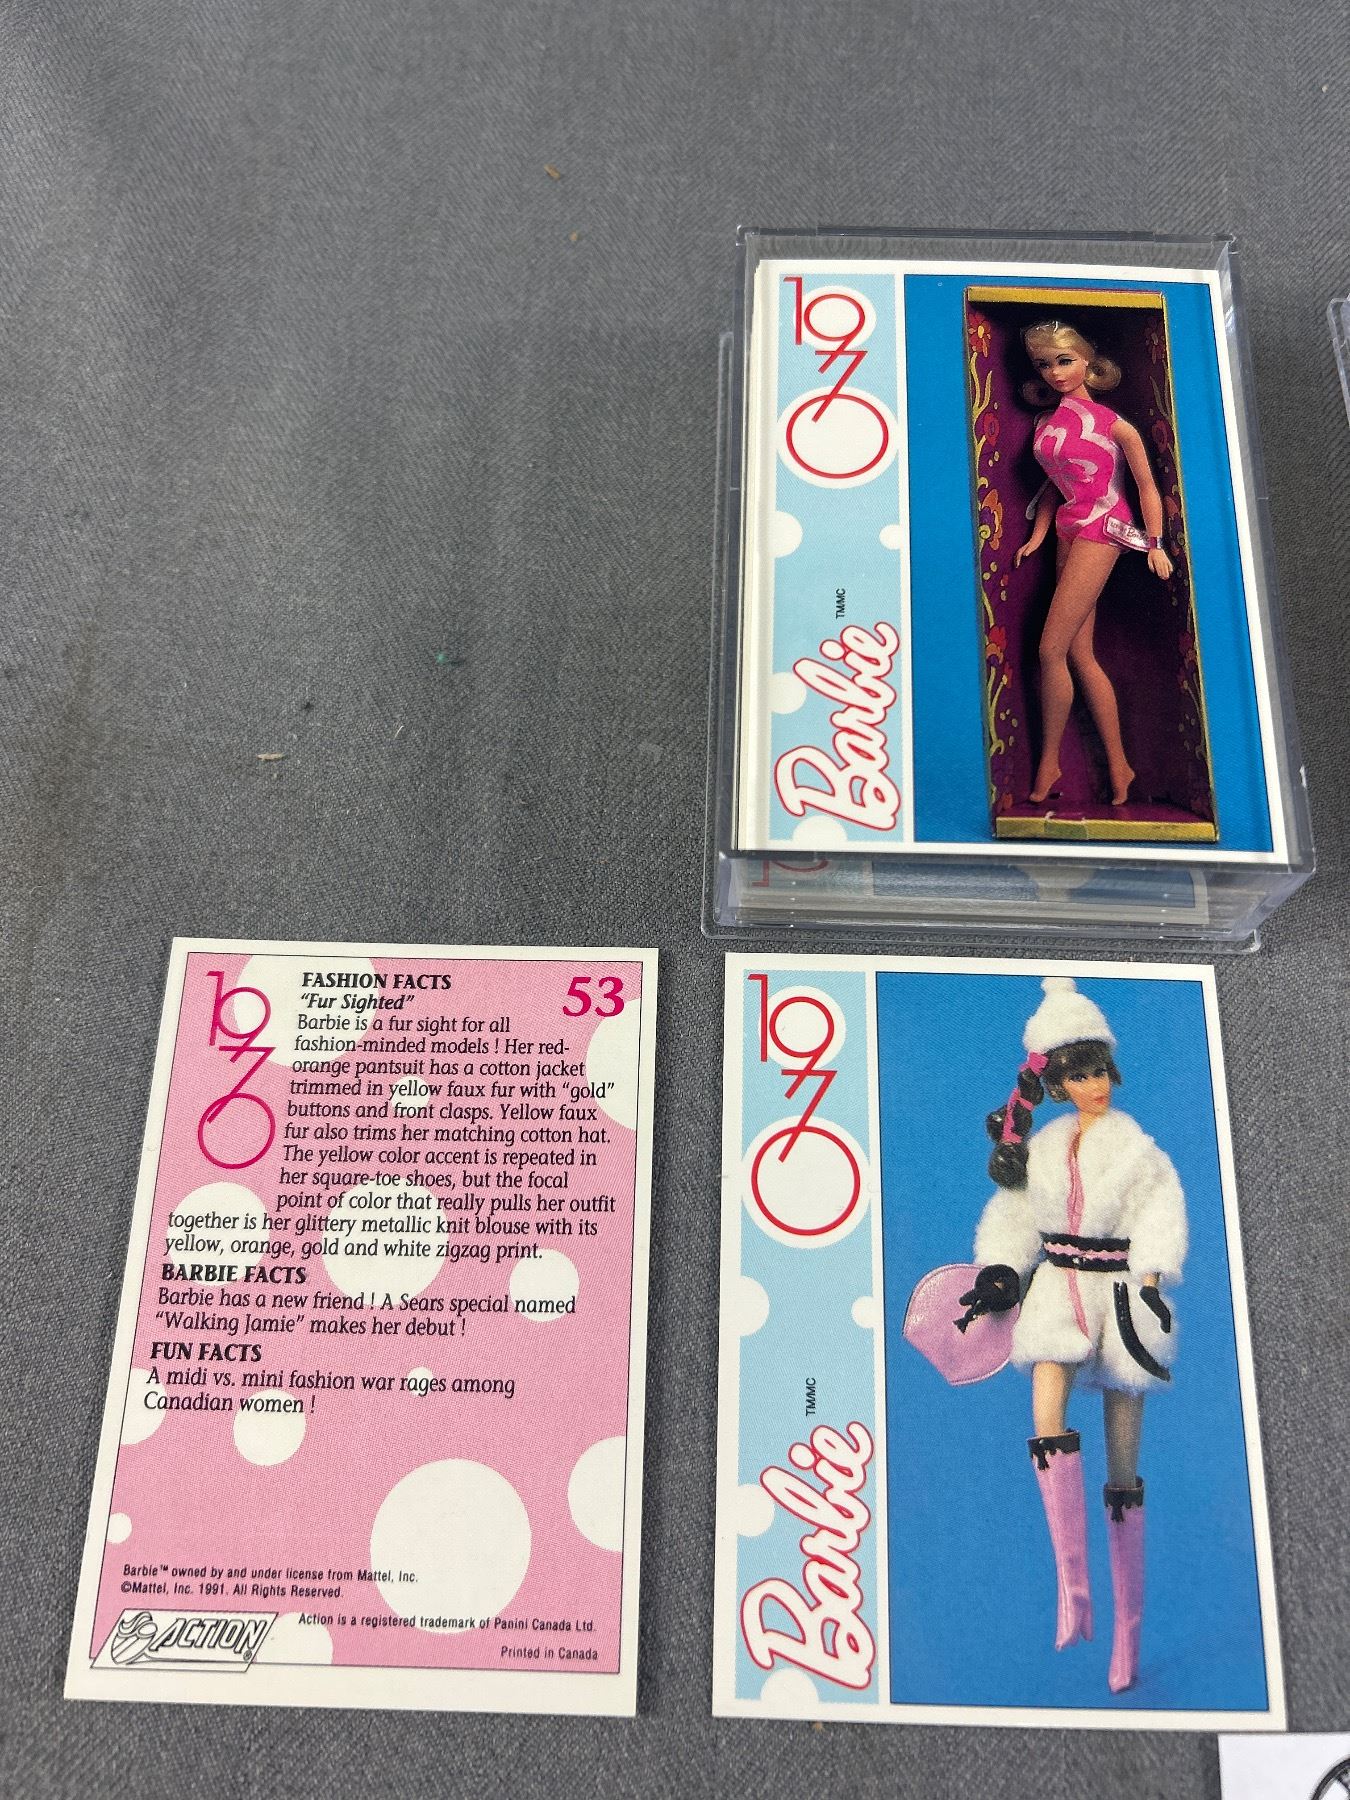 1970
Barbie
TM/MC
53
1970
FASHION FACTS
"Fur Sighted"
Barbie is a fur sight for all
fashion-minded models ! Her red-
orange pantsuit has a cotton jacket
trimmed in yellow faux fur with "gold"
buttons and front clasps. Yellow faux
fur also trims her matching cotton hat.
The yellow color accent is repeated in
her square-toe shoes, but the focal
point of color that really pulls her outfit
together is her glittery metallic knit blouse with its
yellow, orange, gold and white zigzag print.
BARBIE FACTS
Barbie has a new friend ! A Sears special named
"Walking Jamie" makes her debut !
FUN FACTS
A midi vs. mini fashion war rages among
Canadian women !
Barbie™ owned by and under license from Mattel, Inc.
©Mattel, Inc. 1991. All Rights Reserved.
ACTION®
Action is a registered trademark of Panini Canada Ltd.
Printed in Canada
1970
Barbie
TM/MC